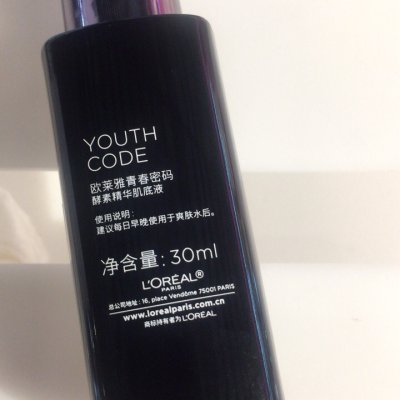 YOUTH
CODE
欧莱雅青春密码
酵素精华肌底液
使用说明:
建议每日早晚使用于爽肤水后。
净含量: 30ml
L'ORÉAL®
PARIS
总公司地址: 16, place Vendôme 75001 PARIS
www.lorealparis.com.cn
商标持有者为L'ORÉAL